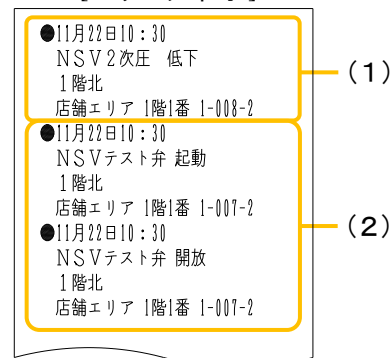 ●11月22日10:30
NSV2次圧 低下
1階北
店舗エリア 1階1番 1-008-2
(1)
●11月22日10:30
NSVテスト弁 起動
1階北
店舗エリア 1階1番 1-007-2
●11月22日10:30
NSVテスト弁 開放
1階北
店舗エリア 1階1番 1-007-2
(2)